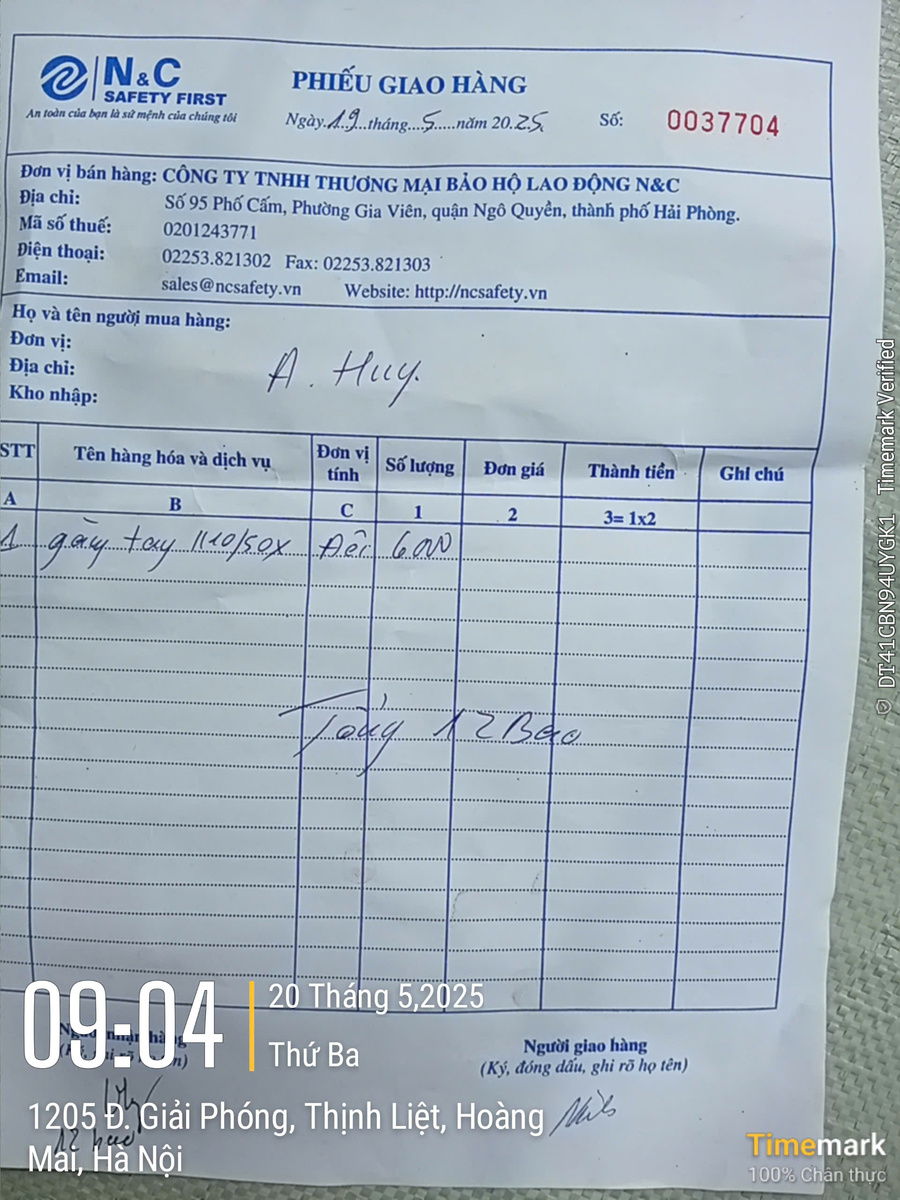 N&C
SAFETY FIRST
An toàn của bạn là sứ mệnh của chúng tôi
PHIẾU GIAO HÀNG
Ngày 19 tháng 5 năm 2025
Số: 0037704
Đơn vị bán hàng: CÔNG TY TNHH THƯƠNG MẠI BẢO HỘ LAO ĐỘNG N&C
Địa chỉ: Số 95 Phố Cấm, Phường Gia Viên, quận Ngô Quyền, thành phố Hải Phòng.
Mã số thuế: 0201243771
Điện thoại: 02253.821302 Fax: 02253.821303
Email: sales@ncsafety.vn Website: http://ncsafety.vn
Họ và tên người mua hàng:
Đơn vị:
Địa chỉ: A. Huy.
Kho nhập:
STT Tên hàng hóa và dịch vụ Đơn vị tính Số lượng Đơn giá Thành tiền Ghi chú
A B C 1 2 3= 1x2
1 găng tay 1110/50X Đôi 6000
Tổng 12 Bao
Người nhận hàng
Người giao hàng
(Ký, đóng dấu, ghi rõ họ tên)
12 bao
09:04
20 Tháng 5,2025
Thứ Ba
1205 Đ. Giải Phóng, Thịnh Liệt, Hoàng
Mai, Hà Nội
Timemark
100% Chân thực
DT41CBN94UYGK1 Timemark Verified